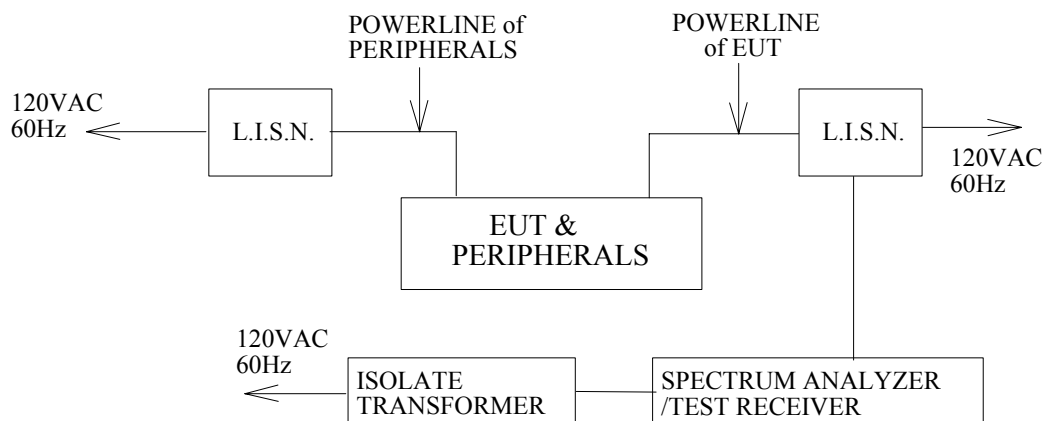 POWERLINE of
PERIPHERALS
POWERLINE
of EUT
120VAC
60Hz
L.I.S.N.
L.I.S.N.
120VAC
60Hz
EUT &
PERIPHERALS
120VAC
60Hz
ISOLATE
TRANSFORMER
SPECTRUM ANALYZER
/TEST RECEIVER